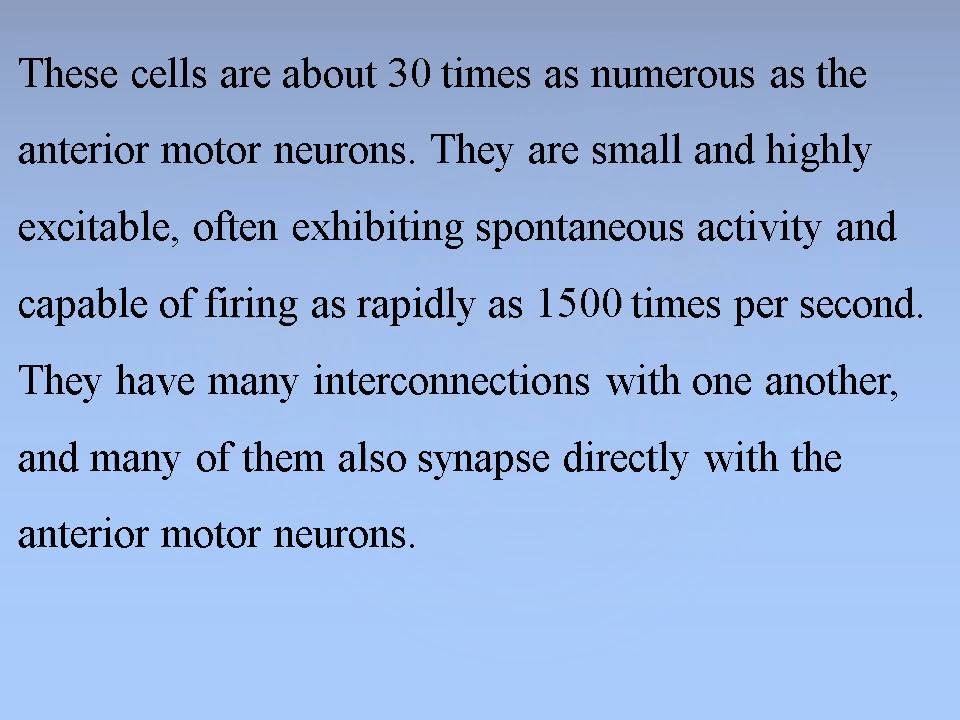 These cells are about 30 times as numerous as the
anterior motor neurons. They are small and highly
excitable, often exhibiting spontaneous activity and
capable of firing as rapidly as 1500 times per second.
They have many interconnections with one another,
and many of them also synapse directly with the
anterior motor neurons.